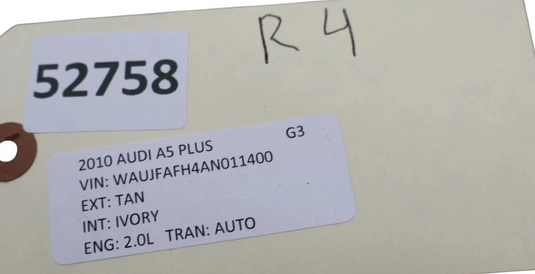 R 4
52758
2010 AUDI A5 PLUS G3
VIN: WAUJFAFH4AN011400
EXT: TAN
INT: IVORY
ENG: 2.0L TRAN: AUTO